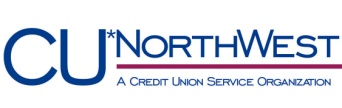 CU*NORTHWEST
A CREDIT UNION SERVICE ORGANIZATION